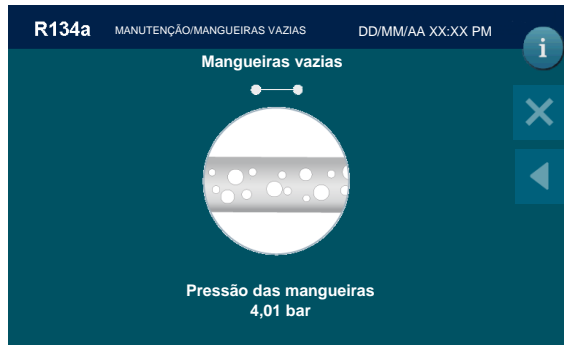 R134a MANUTENÇÃO/MANGUEIRAS VAZIAS DD/MM/AA XX:XX PM
i
Mangueiras vazias
Pressão das mangueiras
4,01 bar